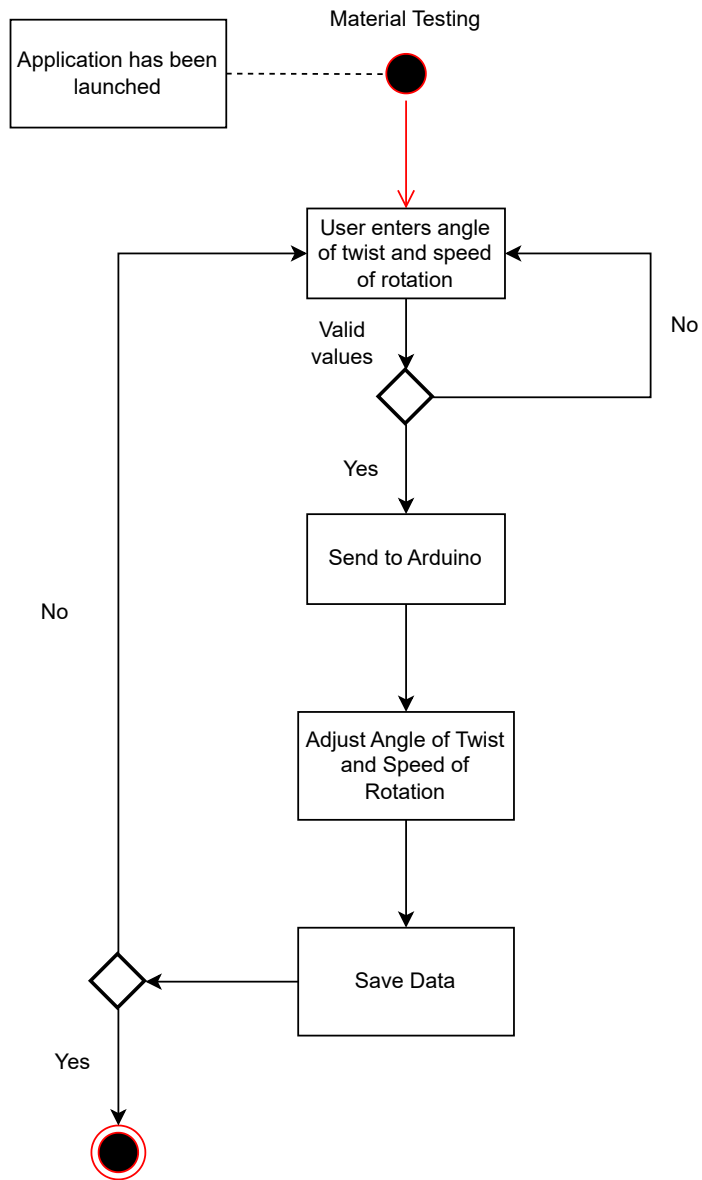 Material Testing
Application has been
launched
User enters angle
of twist and speed
of rotation
Valid
values
No
Yes
Send to Arduino
No
Adjust Angle of Twist
and Speed of
Rotation
Save Data
Yes